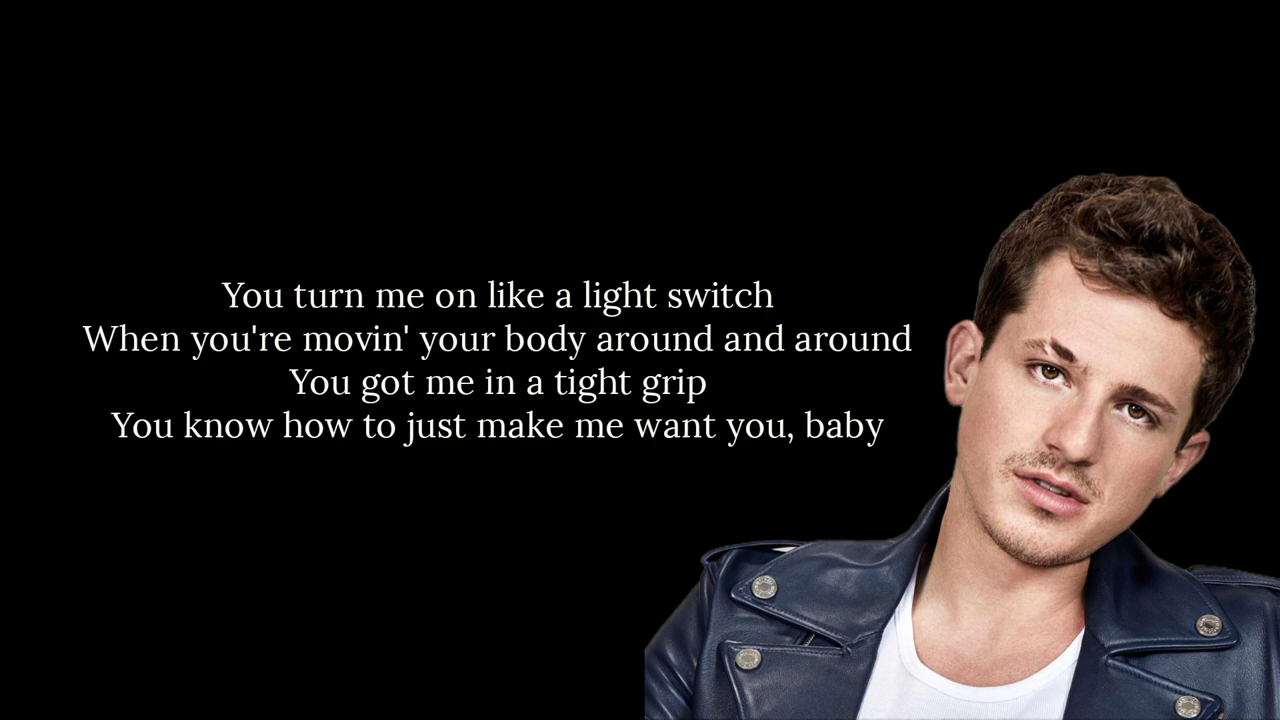 You turn me on like a light switch
When you're movin' your body around and around
You got me in a tight grip
You know how to just make me want you, baby